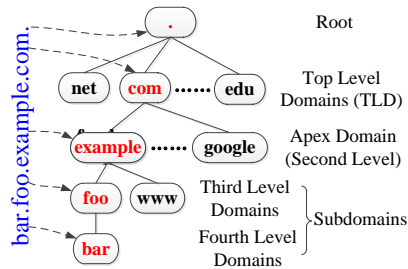 bar.foo.example.com.
.
Root
net
com
......
edu
Top Level
Domains (TLD)
example
......
google
Apex Domain
(Second Level)
foo
www
Third Level
Domains
bar
Fourth Level
Domains
Subdomains